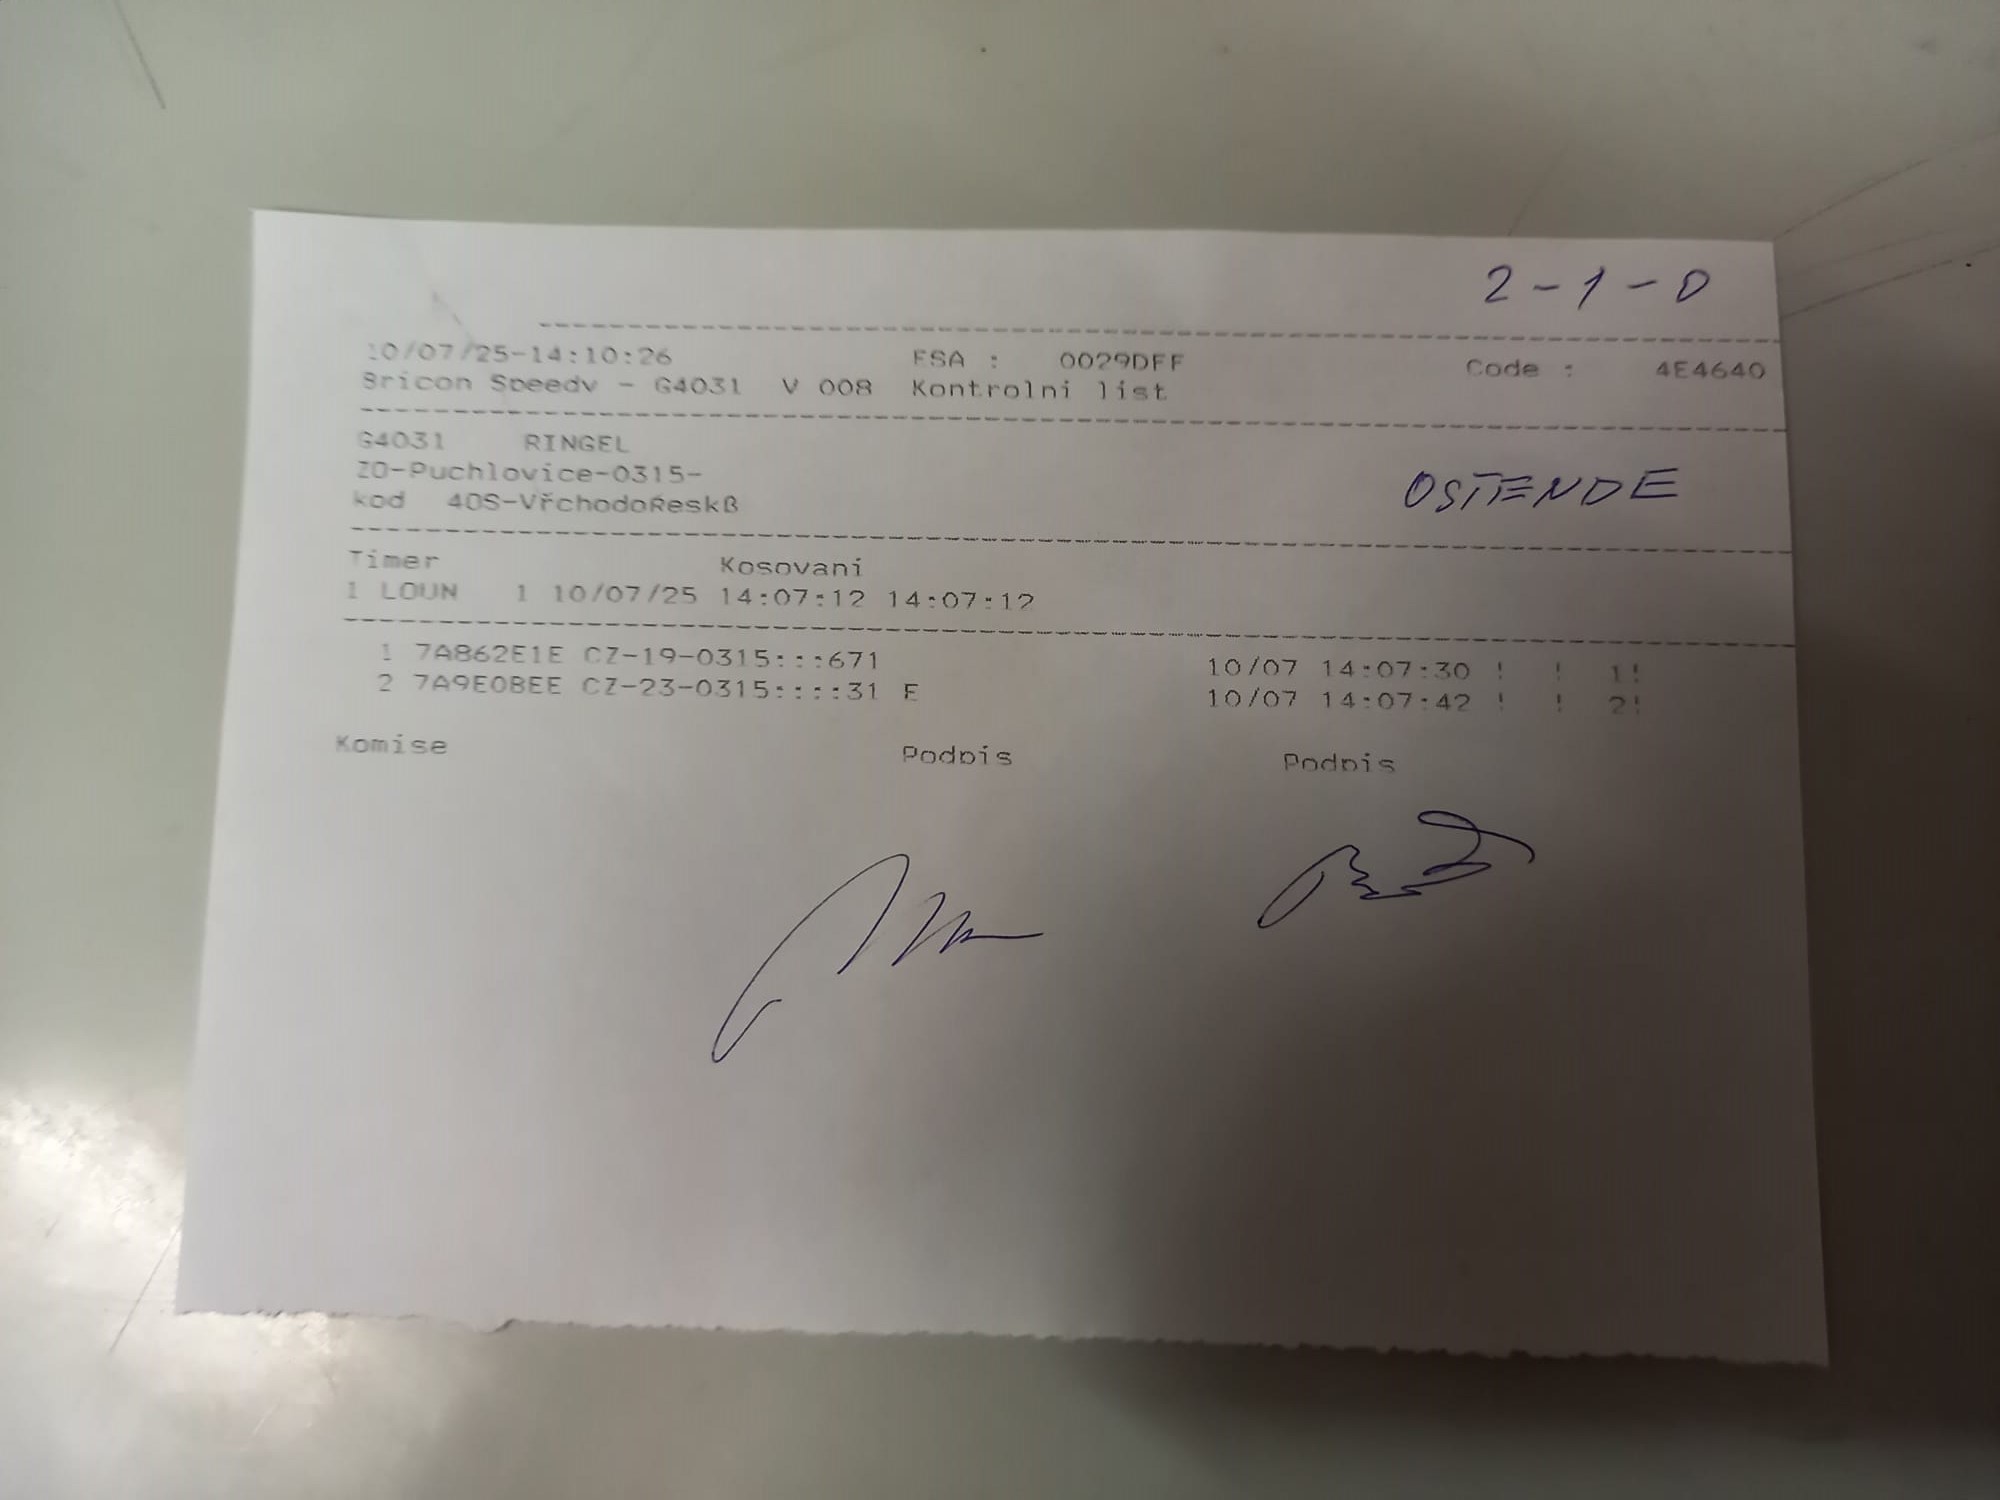 2-1-0
10/07/25-14:10:26 ESA : 0029DFF Code : 4E4640
Bricon Speedy - G4031 V 008 Kontrolni list
G4031 RINGEL
ZO-Puchlovice-0315-
OSTENDE
kod 40S-VřchodoŘeskß
Timer Kosovani
1 LOUN 1 10/07/25 14:07:12 14:07:12
1 7A862E1E CZ-19-0315:::671 10/07 14:07:30 ! ! 1!
2 7A9E0BEE CZ-23-0315::::31 E 10/07 14:07:42 ! ! 2!
Komise Podpis Podpis